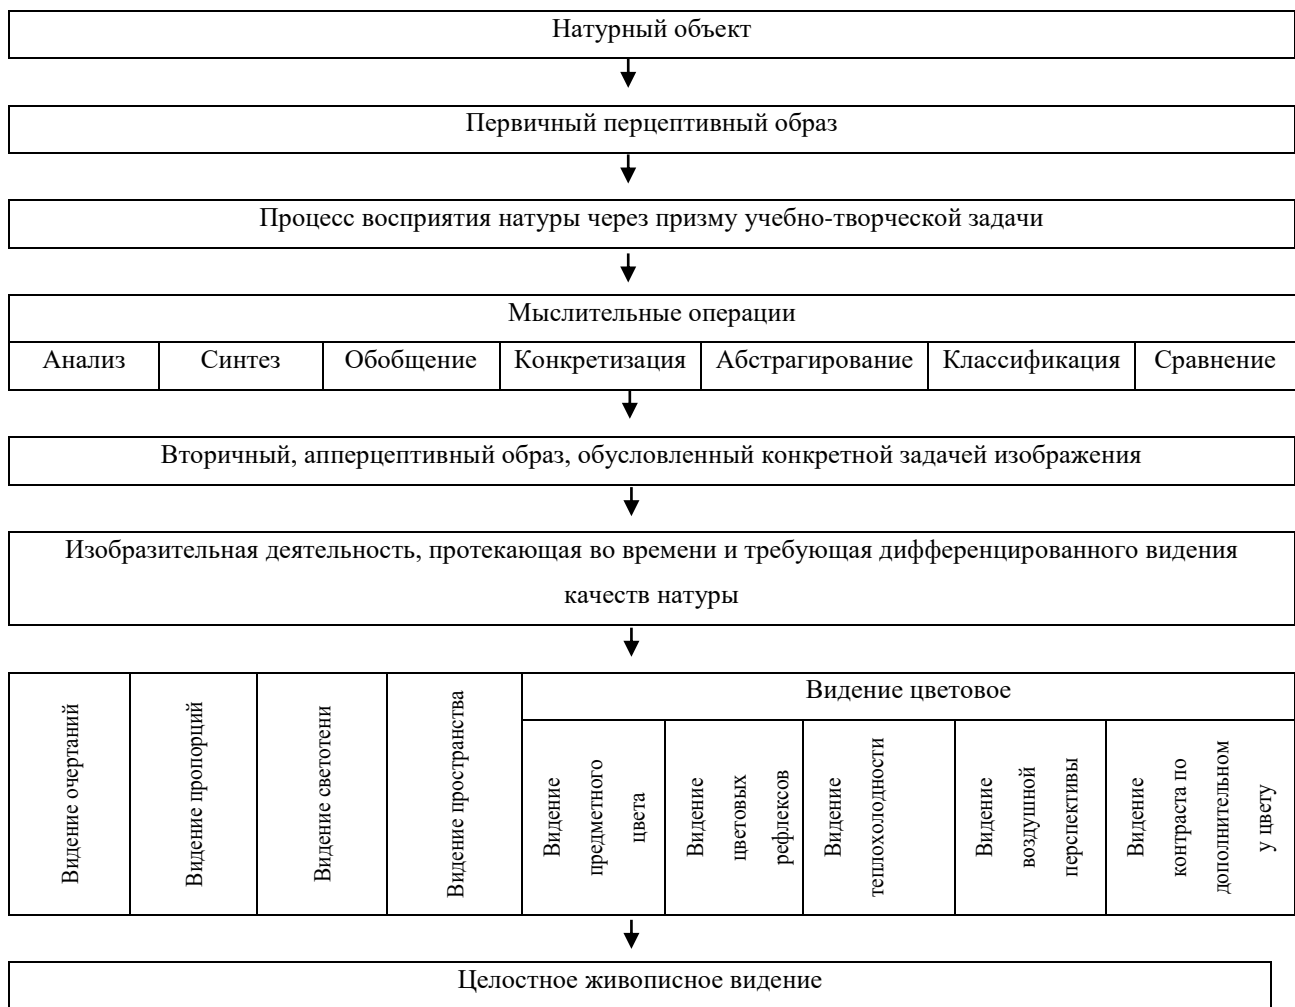 Натурный объект
Первичный перцептивный образ
Процесс восприятия натуры через призму учебно-творческой задачи
Мыслительные операции
Анализ
Синтез
Обобщение
Конкретизация
Абстрагирование
Классификация
Сравнение
Вторичный, апперцептивный образ, обусловленный конкретной задачей изображения
Изобразительная деятельность, протекающая во времени и требующая дифференцированного видения
качеств натуры
Видение очертаний
Видение пропорций
Видение светотени
Видение пространства
Видение цветовое
Видение
предметного
цвета
Видение
цветовых
рефлексов
Видение
теплохолодности
Видение
воздушной
перспективы
Видение
контраста по
дополнительном
у цвету
Целостное живописное видение